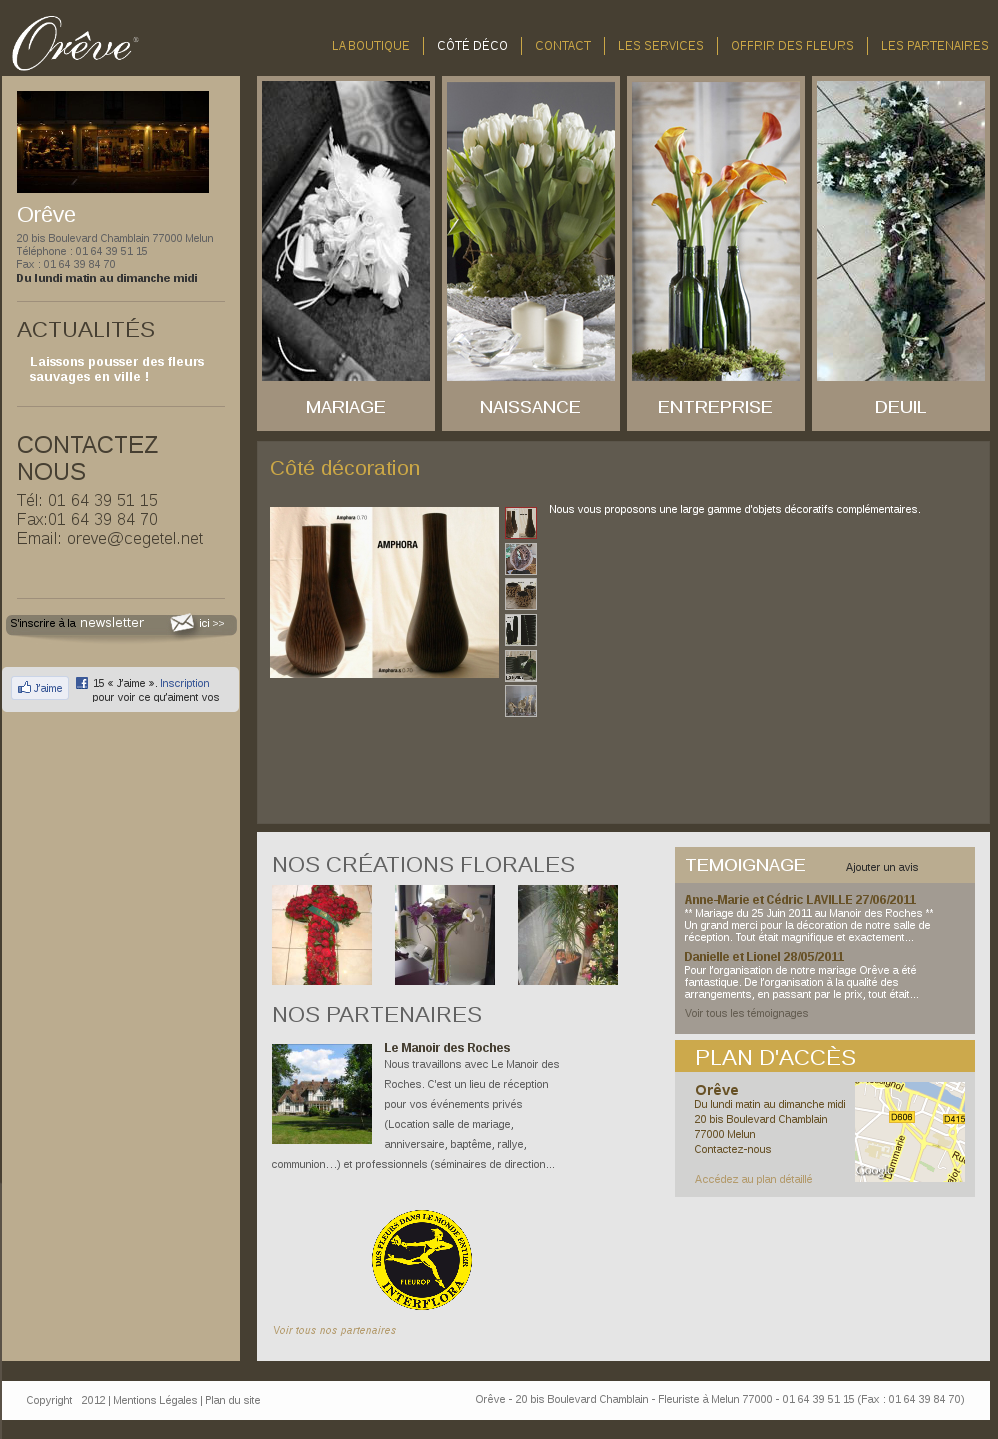 Orêve
LA BOUTIQUE
CÔTÉ DÉCO
CONTACT
LES SERVICES
OFFRIR DES FLEURS
LES PARTENAIRES
Orêve
20 bis Boulevard Chamblain 77000 Melun
Téléphone : 01 64 39 51 15
Fax : 01 64 39 84 70
Du lundi matin au dimanche midi
ACTUALITÉS
Laissons pousser des fleurs
sauvages en ville !
CONTACTEZ
NOUS
Tél: 01 64 39 51 15
Fax:01 64 39 84 70
Email: oreve@cegetel.net
S'inscrire à la newsletter ici >>
J'aime
15 « J'aime ». Inscription
pour voir ce qu'aiment vos
MARIAGE
NAISSANCE
ENTREPRISE
DEUIL
Côté décoration
Amphora 0.70
AMPHORA
Nous vous proposons une large gamme d'objets décoratifs complémentaires.
NOS CRÉATIONS FLORALES
NOS PARTENAIRES
Le Manoir des Roches
Nous travaillons avec Le Manoir des
Roches. C'est un lieu de réception
pour vos événements privés
(Location salle de mariage,
anniversaire, baptême, rallye,
communion…) et professionnels (séminaires de direction...
DES FLEURS DANS LE MONDE ENTIER
FLEUROP
INTERFLORA
Voir tous nos partenaires
TEMOIGNAGE
Ajouter un avis
Anne-Marie et Cédric LAVILLE 27/06/2011
** Mariage du 25 Juin 2011 au Manoir des Roches **
Un grand merci pour la décoration de notre salle de
réception. Tout était magnifique et exactement...
Danielle et Lionel 28/05/2011
Pour l'organisation de notre mariage Orêve a été
fantastique. De l'organisation à la qualité des
arrangements, en passant par le prix, tout était...
Voir tous les témoignages
PLAN D'ACCÈS
Orêve
Du lundi matin au dimanche midi
20 bis Boulevard Chamblain
77000 Melun
Contactez-nous
Accédez au plan détaillé
D606
D415
Google
Copyright 2012 | Mentions Légales | Plan du site
Orêve - 20 bis Boulevard Chamblain - Fleuriste à Melun 77000 - 01 64 39 51 15 (Fax : 01 64 39 84 70)